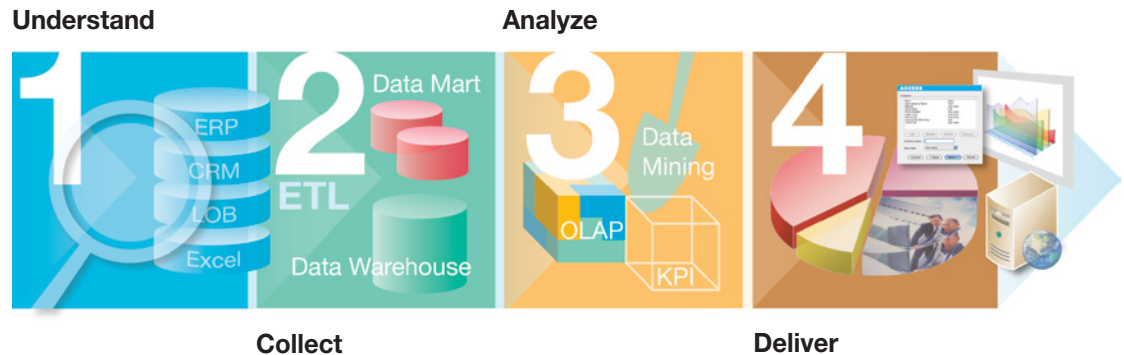 Understand
Analyze
1
ERP
CRM
LOB
Excel
2
Data Mart
ETL
Data Warehouse
3
Data
Mining
OLAP
KPI
4
ACCESS
Collect
Deliver